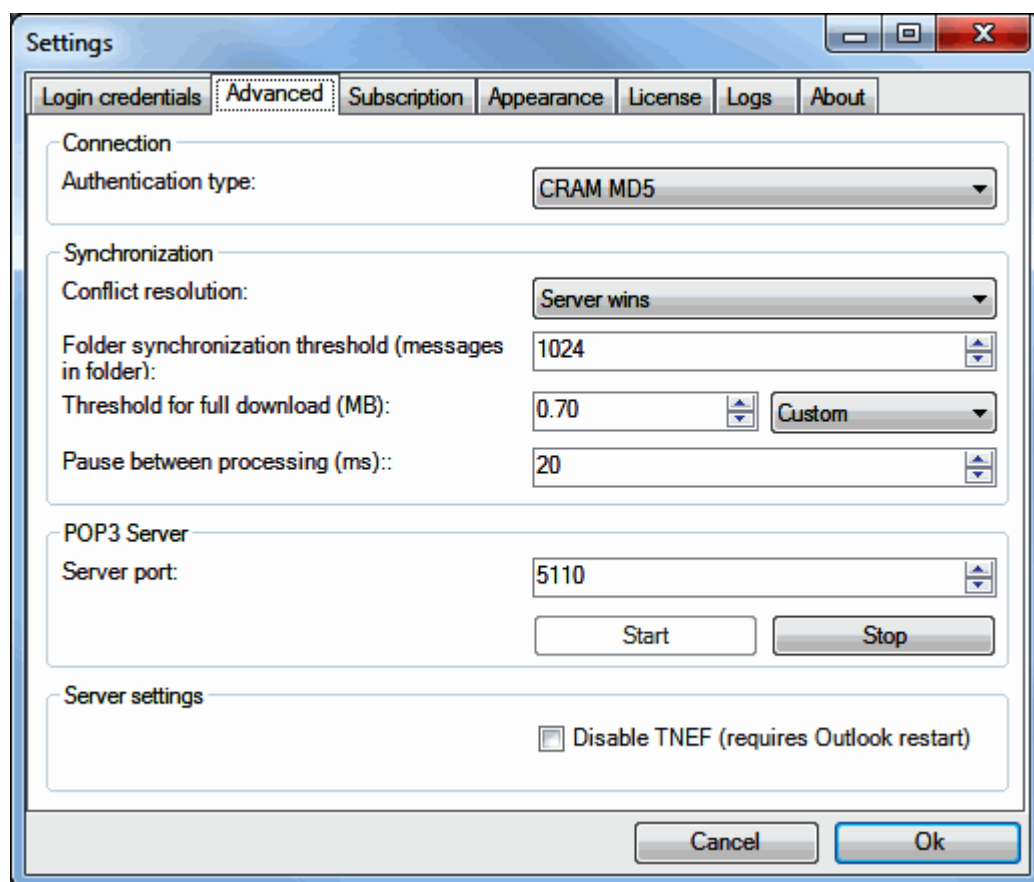 Settings
Login credentials Advanced Subscription Appearance License Logs About
Connection
Authentication type: CRAM MD5
Synchronization
Conflict resolution: Server wins
Folder synchronization threshold (messages 1024
in folder):
Threshold for full download (MB): 0.70 Custom
Pause between processing (ms):: 20
POP3 Server
Server port: 5110
Start Stop
Server settings
Disable TNEF (requires Outlook restart)
Cancel Ok